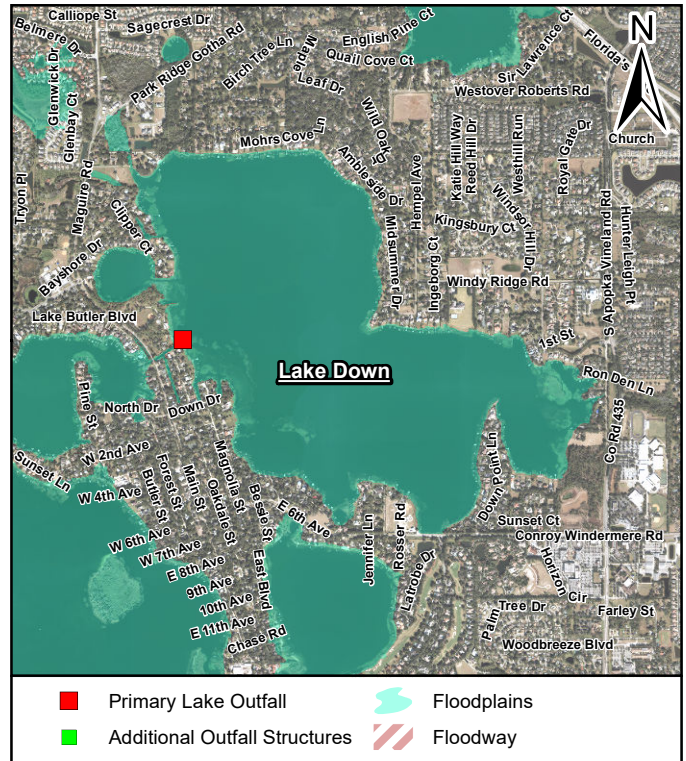 Calliope St
Sagecrest Dr
Belmere Dr
Park Ridge Gotha Rd
Birch Tree Ln
Maple
Leaf Dr
English Pine Ct
Quail Cove Ct
Sir Lawrence Ct
Florida's
N
Westover Roberts Rd
Glenwick Dr
Glenbay Ct
Mohrs Cove Ln
Wild Oak Dr
Ambleside Dr
Hempel Ave
Katie Hill Way
Reed Hill Dr
Westhill Run
Royal Gate Dr
Church
Tryon Pl
Maguire Rd
Clipper Ct
Midsummer Dr
Ingeborg Ct
Kingsbury Ct
Windsor Hill Dr
S Apopka Vineland Rd
Hunter Leigh Pt
Bayshore Dr
Windy Ridge Rd
Lake Butler Blvd
1st St
Lake Down
Ron Den Ln
Pine St
North Dr
Down Dr
Co Rd 435
Sunset Ln
W 2nd Ave
W 4th Ave
Magnolia St
Down Point Ln
Forest St
Main St
Butler St
Oakdale St
Bessie St
E 6th Ave
Jennifer Ln
Rosser Rd
Sunset Ct
Conroy Windermere Rd
W 6th Ave
W 7th Ave
E 8th Ave
9th Ave
10th Ave
E 11th Ave
East Blvd
Chase Rd
Latrobe Dr
Horizon Cir
Palm Tree Dr
Farley St
Woodbreeze Blvd
Primary Lake Outfall
Floodplains
Additional Outfall Structures
Floodway